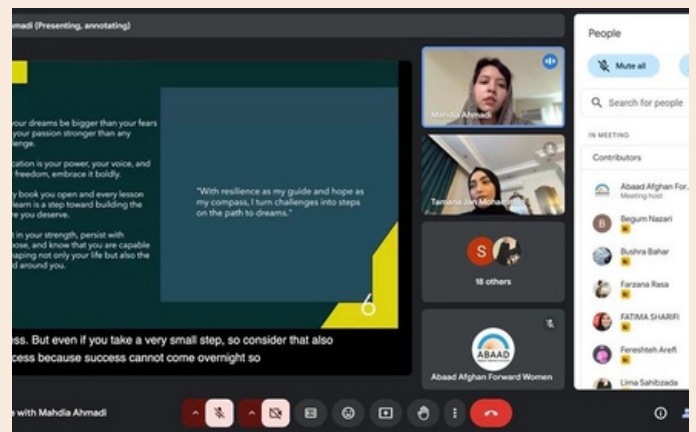 madi (Presenting, annotating)
your dreams be bigger than your fears
your passion stronger than any
lenge.
cation is your power, your voice, and
freedom, embrace it boldly.
y book you open and every lesson
learn is a step toward building the
re you deserve.
t in your strength, persist with
ose, and know that you are capable
haping not only your life but also the
d around you.
"With resilience as my guide and hope as
my compass, I turn challenges into steps
on the path to dreams."
6
ess. But even if you take a very small step, so consider that also
ccess because success cannot come overnight so
Mahdia Ahmadi
Tamana Jan Mohammadi
S
18 others
ABAAD
Abaad Afghan Forward Women
People
Mute all
Search for people
IN MEETING
Contributors
Abaad Afghan For...
Meeting host
B
Begum Nazari
Bushra Bahar
Farzana Rasa
FATIMA SHARIFI
Fereshteh Arefi
Lima Sahibzada
e with Mahdia Ahmadi